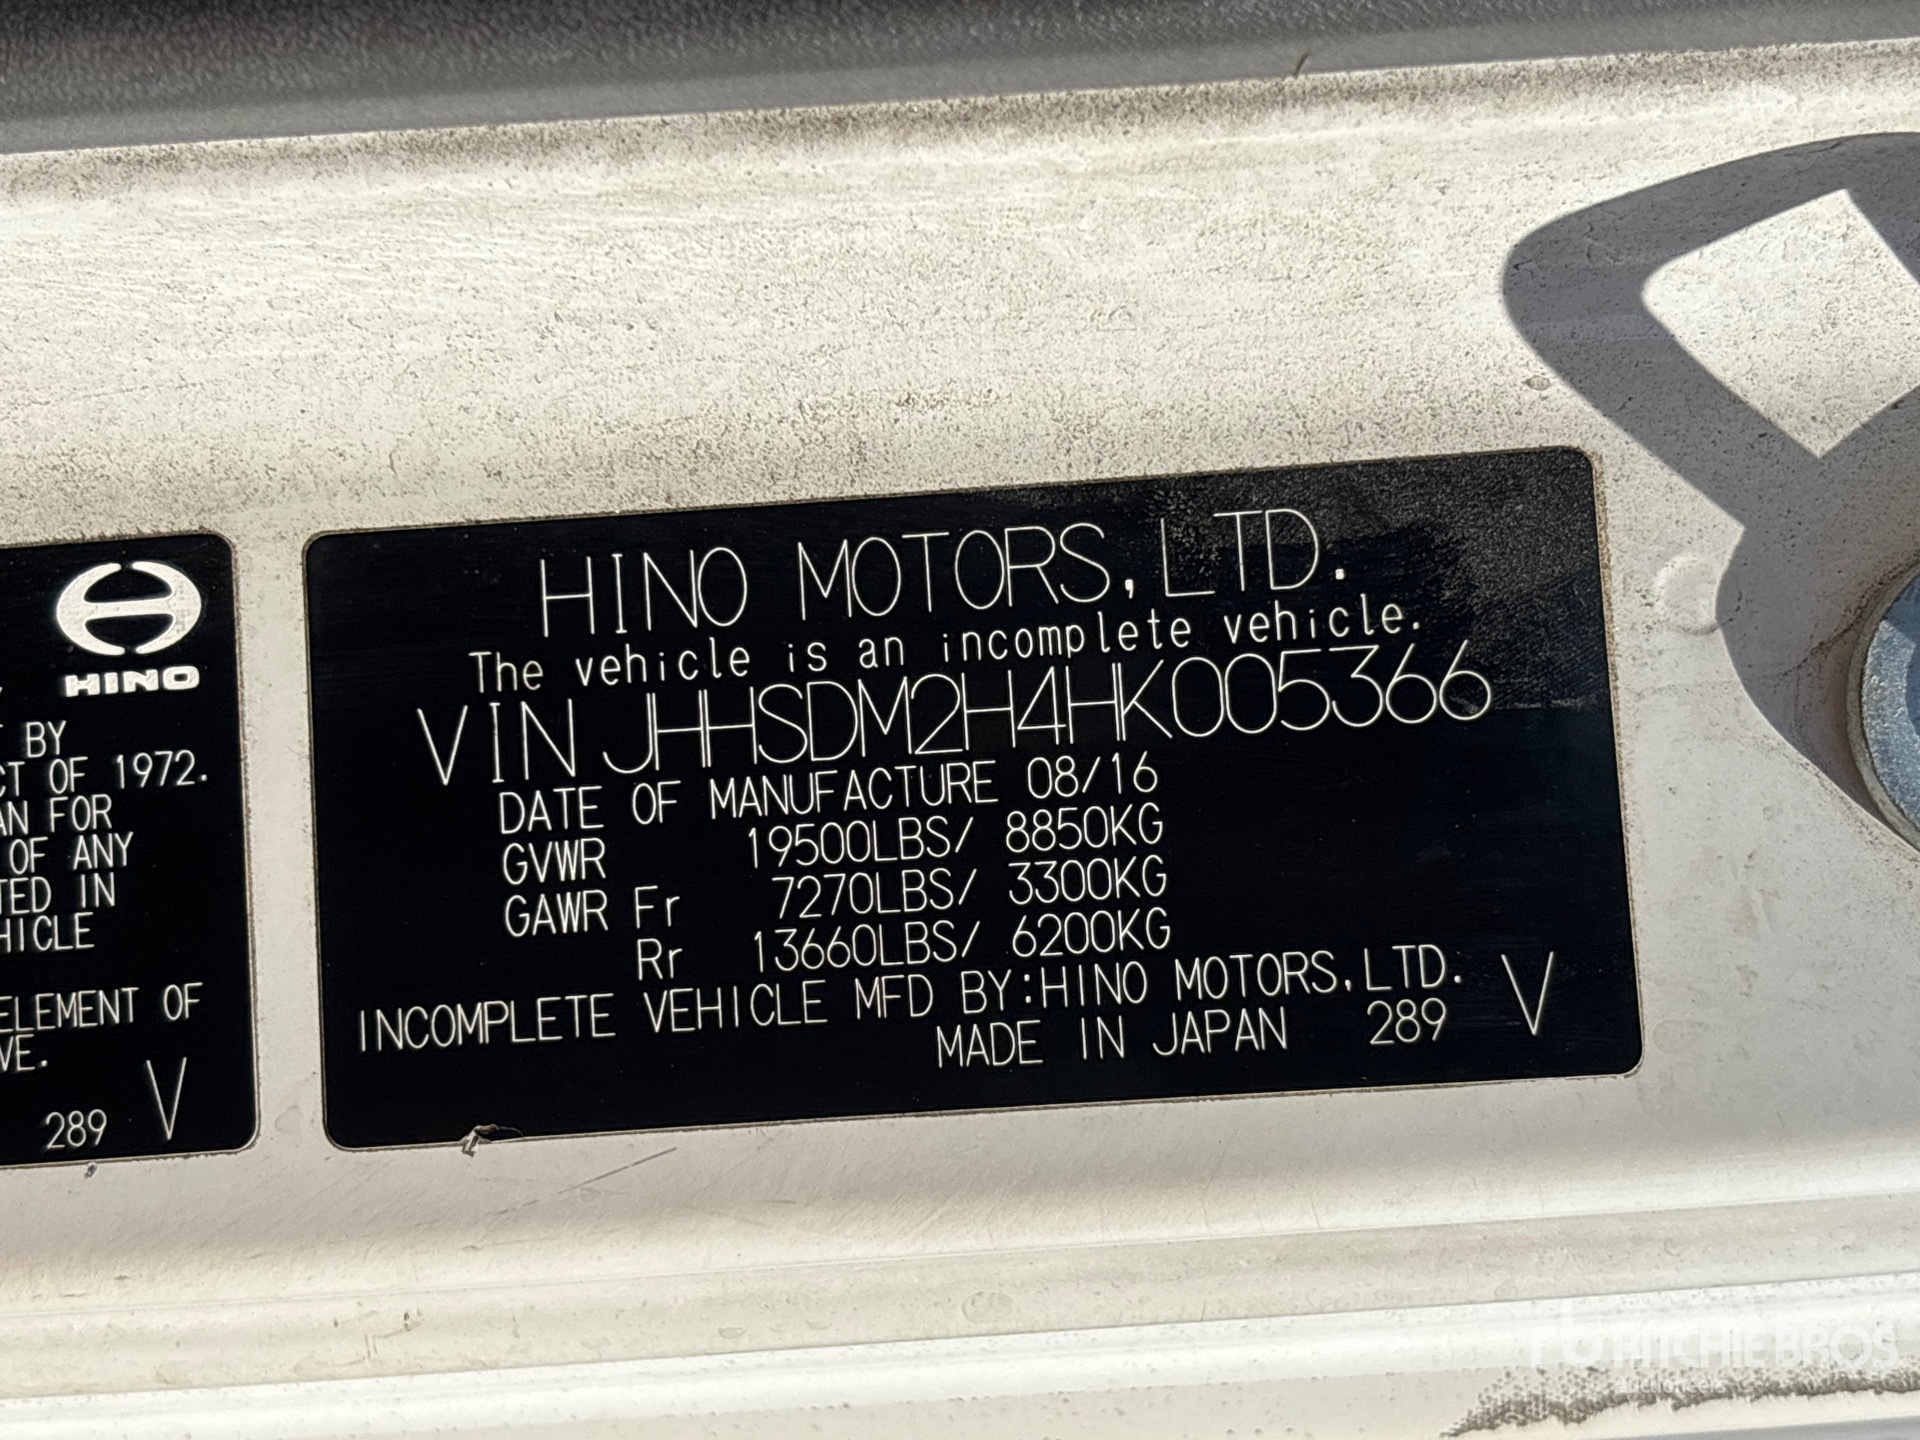 HINO
BY
CT OF 1972.
AN FOR
OF ANY
TED IN
HICLE
ELEMENT OF
VE.
289 V
HINO MOTORS, LTD.
The vehicle is an incomplete vehicle.
VIN JHHSDM2H4HK005366
DATE OF MANUFACTURE 08/16
GVWR 19500LBS/ 8850KG
GAWR Fr 7270LBS/ 3300KG
Rr 13660LBS/ 6200KG
INCOMPLETE VEHICLE MFD BY:HINO MOTORS,LTD.
MADE IN JAPAN 289 V
rb RITCHIE BROS
Auctioneers